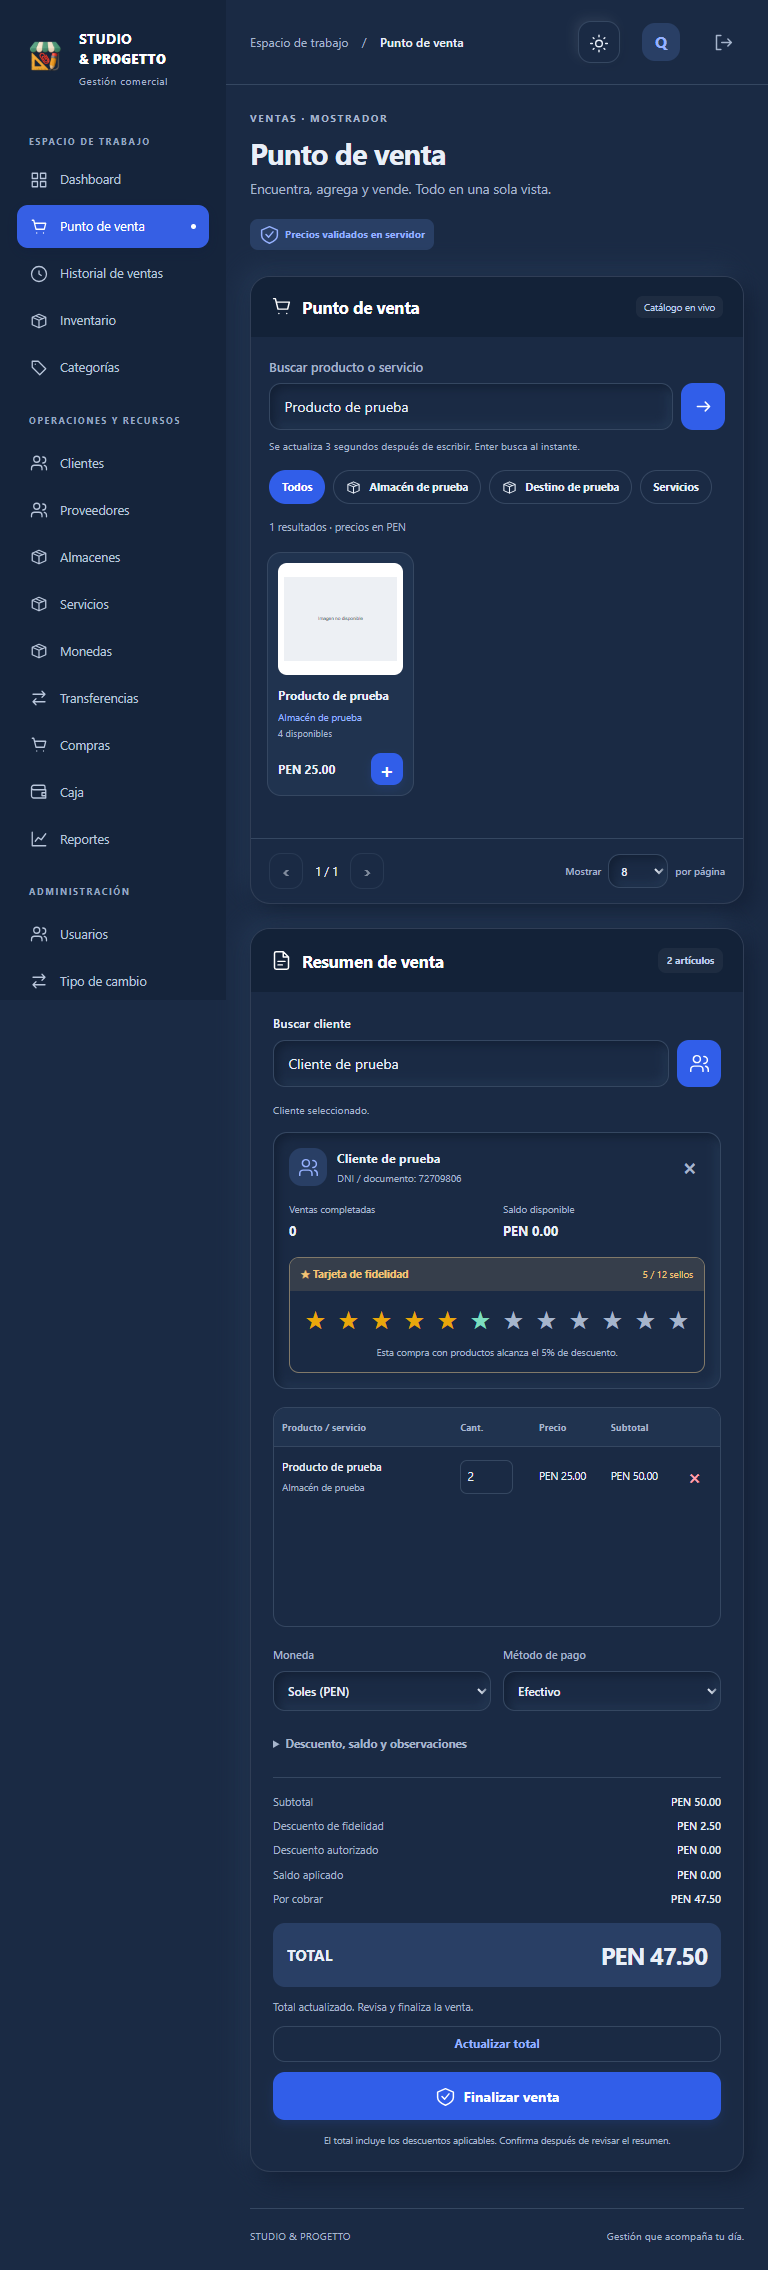 STUDIO
& PROGETTO
Gestión comercial
ESPACIO DE TRABAJO
Dashboard
Punto de venta
Historial de ventas
Inventario
Categorías
OPERACIONES Y RECURSOS
Clientes
Proveedores
Almacenes
Servicios
Monedas
Transferencias
Compras
Caja
Reportes
ADMINISTRACIÓN
Usuarios
Tipo de cambio
Espacio de trabajo / Punto de venta
Q
VENTAS · MOSTRADOR
Punto de venta
Encuentra, agrega y vende. Todo en una sola vista.
Precios validados en servidor
Punto de venta
Catálogo en vivo
Buscar producto o servicio
Producto de prueba
Se actualiza 3 segundos después de escribir. Enter busca al instante.
Todos
Almacén de prueba
Destino de prueba
Servicios
1 resultados · precios en PEN
Imagen no disponible
Producto de prueba
Almacén de prueba
4 disponibles
PEN 25.00
+
‹ 1 / 1 ›
Mostrar 8 por página
Resumen de venta
2 artículos
Buscar cliente
Cliente de prueba
Cliente seleccionado.
Cliente de prueba
DNI / documento: 72709806
×
Ventas completadas
0
Saldo disponible
PEN 0.00
★ Tarjeta de fidelidad
5 / 12 sellos
★ ★ ★ ★ ★ ★ ★ ★ ★ ★ ★ ★
Esta compra con productos alcanza el 5% de descuento.
Producto / servicio Cant. Precio Subtotal
Producto de prueba 2 PEN 25.00 PEN 50.00 ×
Almacén de prueba
Moneda
Soles (PEN)
Método de pago
Efectivo
Descuento, saldo y observaciones
Subtotal PEN 50.00
Descuento de fidelidad PEN 2.50
Descuento autorizado PEN 0.00
Saldo aplicado PEN 0.00
Por cobrar PEN 47.50
TOTAL PEN 47.50
Total actualizado. Revisa y finaliza la venta.
Actualizar total
Finalizar venta
El total incluye los descuentos aplicables. Confirma después de revisar el resumen.
STUDIO & PROGETTO
Gestión que acompaña tu día.